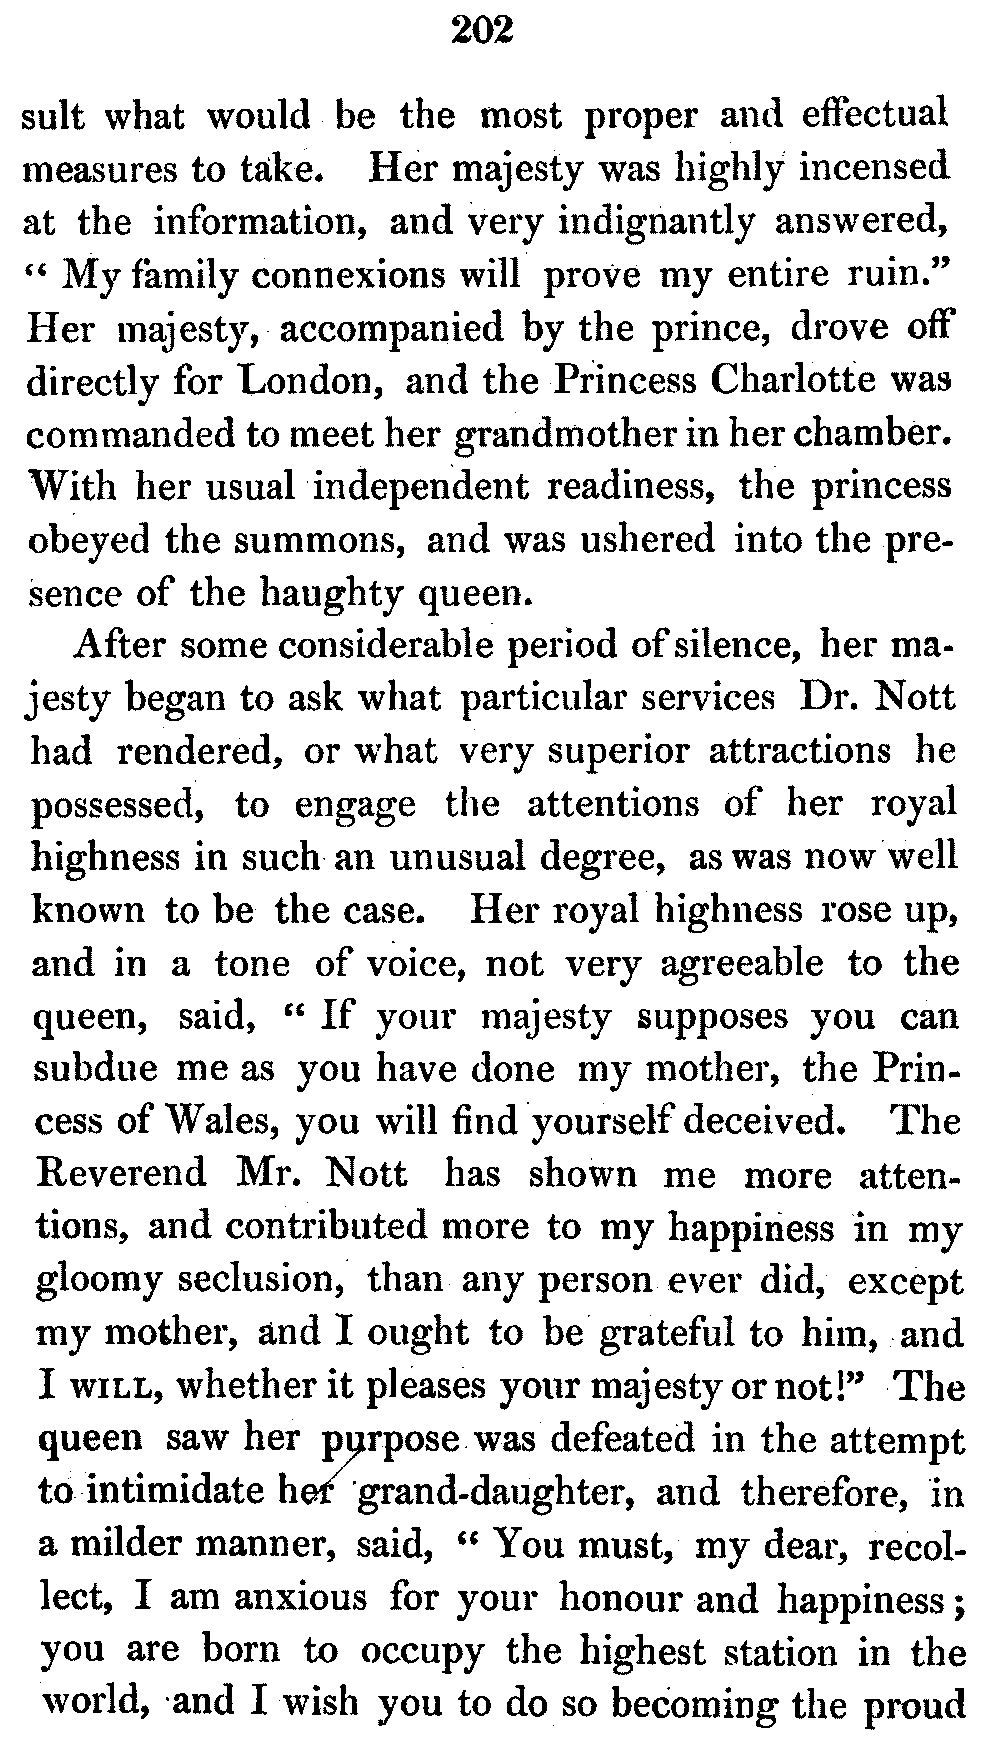 202
sult what would be the most proper and effectual
measures to take. Her majesty was highly incensed
at the information, and very indignantly answered,
“ My family connexions will prove my entire ruin.”
Her majesty, accompanied by the prince, drove off
directly for London, and the Princess Charlotte was
commanded to meet her grandmother in her chamber.
With her usual independent readiness, the princess
obeyed the summons, and was ushered into the pre-
sence of the haughty queen.
After some considerable period of silence, her ma-
jesty began to ask what particular services Dr. Nott
had rendered, or what very superior attractions he
possessed, to engage the attentions of her royal
highness in such an unusual degree, as was now well
known to be the case. Her royal highness rose up,
and in a tone of voice, not very agreeable to the
queen, said, “ If your majesty supposes you can
subdue me as you have done my mother, the Prin-
cess of Wales, you will find yourself deceived. The
Reverend Mr. Nott has shown me more atten-
tions, and contributed more to my happiness in my
gloomy seclusion, than any person ever did, except
my mother, and I ought to be grateful to him, and
I WILL, whether it pleases your majesty or not!” The
queen saw her purpose was defeated in the attempt
to intimidate her grand-daughter, and therefore, in
a milder manner, said, “ You must, my dear, recol-
lect, I am anxious for your honour and happiness ;
you are born to occupy the highest station in the
world, and I wish you to do so becoming the proud